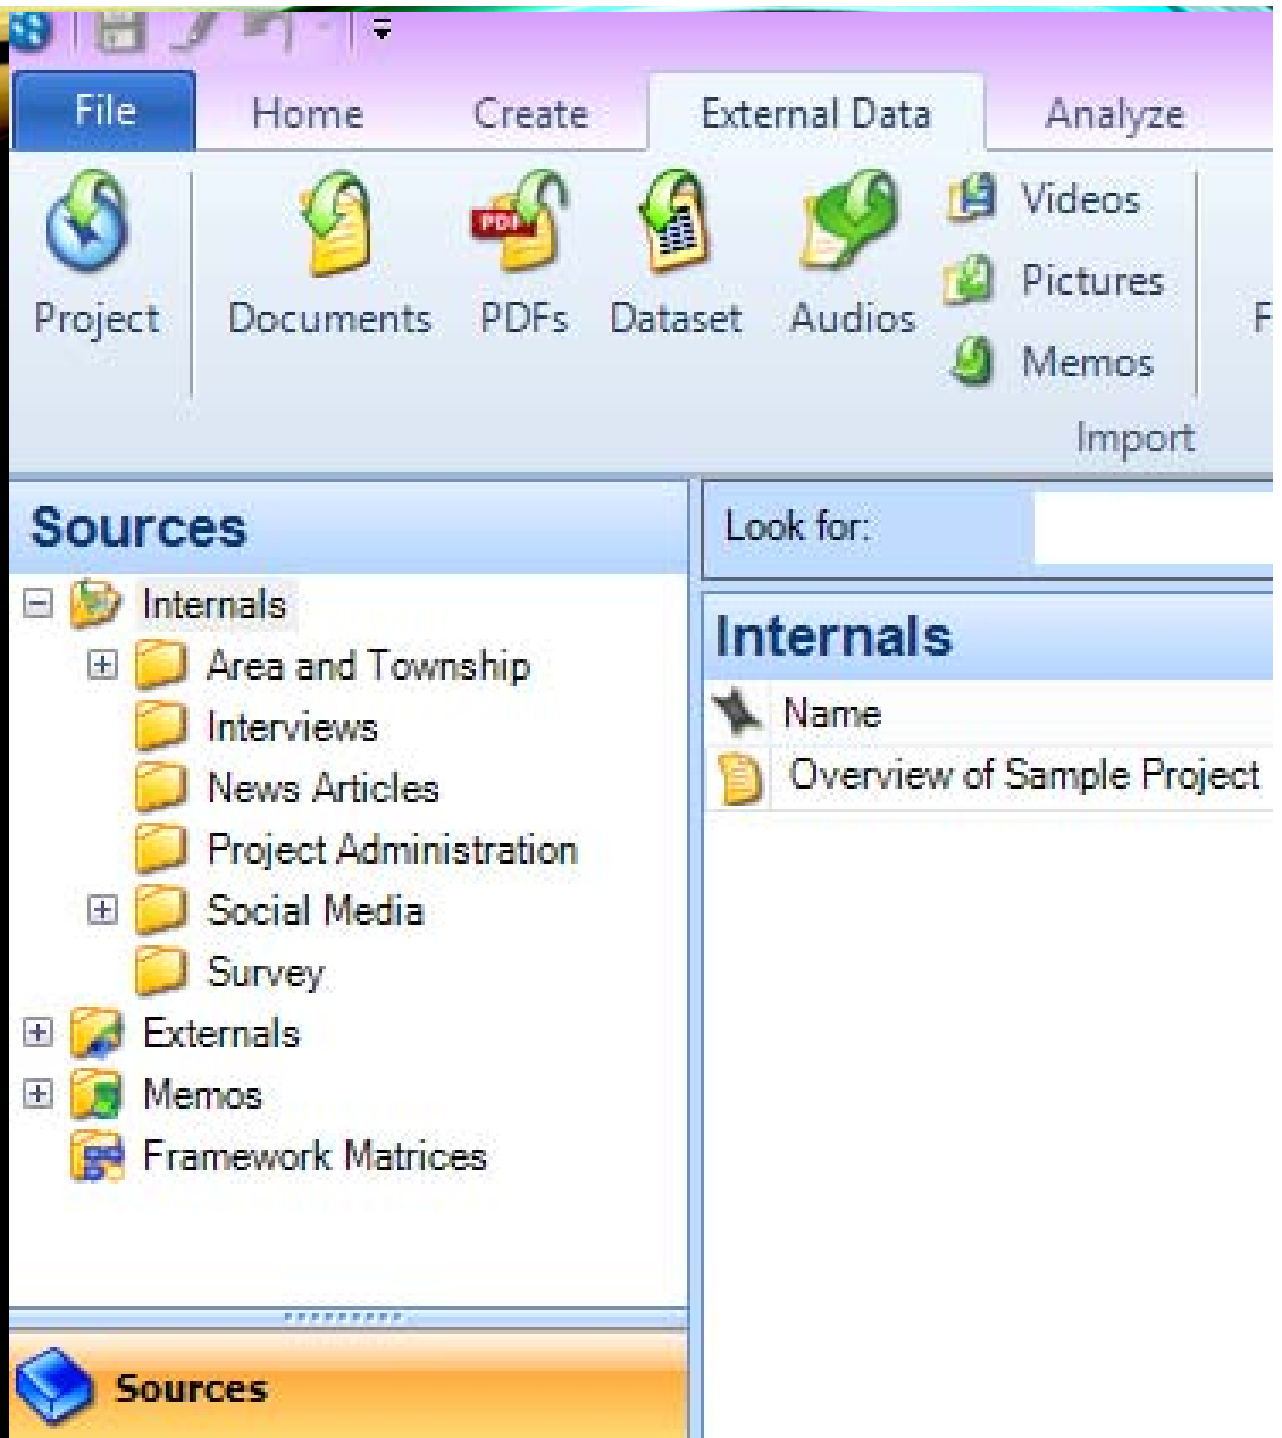 File Home Create External Data Analyze
Project Documents PDF PDFs Dataset Audios
Videos
Pictures
Memos
F
Import
Sources
Internals
Area and Township
Interviews
News Articles
Project Administration
Social Media
Survey
Externals
Memos
Framework Matrices
Sources
Look for:
Internals
Name
Overview of Sample Project